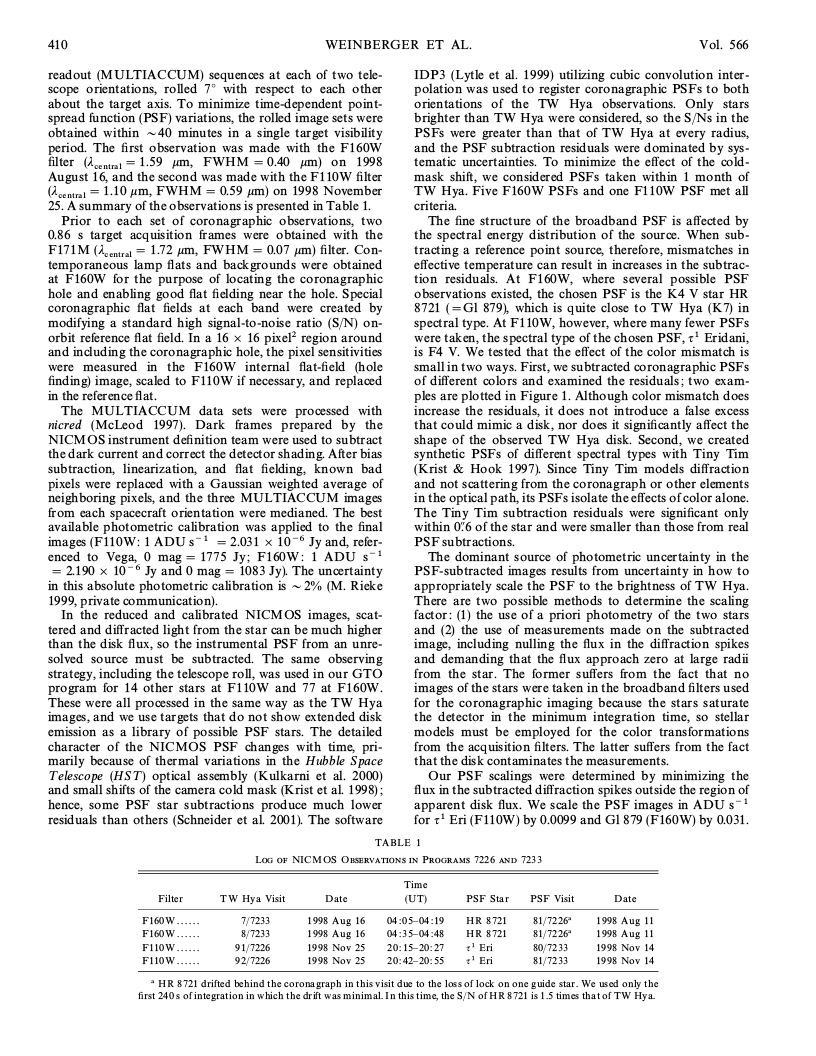 410
WEINBERGER ET AL.
Vol. 566
readout (MULTIACCUM) sequences at each of two tele-
scope orientations, rolled 7° with respect to each other
about the target axis. To minimize time-dependent point-
spread function (PSF) variations, the rolled image sets were
obtained within ~40 minutes in a single target visibility
period. The first observation was made with the F160W
filter (λcentral = 1.59 μm, FWHM = 0.40 μm) on 1998
August 16, and the second was made with the F110W filter
(λcentral = 1.10 μm, FWHM = 0.59 μm) on 1998 November
25. A summary of the observations is presented in Table 1.
Prior to each set of coronagraphic observations, two
0.86 s target acquisition frames were obtained with the
F171M (λcentral = 1.72 μm, FWHM = 0.07 μm) filter. Con-
temporaneous lamp flats and backgrounds were obtained
at F160W for the purpose of locating the coronagraphic
hole and enabling good flat fielding near the hole. Special
coronagraphic flat fields at each band were created by
modifying a standard high signal-to-noise ratio (S/N) on-
orbit reference flat field. In a 16 × 16 pixel² region around
and including the coronagraphic hole, the pixel sensitivities
were measured in the F160W internal flat-field (hole
finding) image, scaled to F110W if necessary, and replaced
in the reference flat.
The MULTIACCUM data sets were processed with
nicred (McLeod 1997). Dark frames prepared by the
NICMOS instrument definition team were used to subtract
the dark current and correct the detector shading. After bias
subtraction, linearization, and flat fielding, known bad
pixels were replaced with a Gaussian weighted average of
neighboring pixels, and the three MULTIACCUM images
from each spacecraft orientation were medianed. The best
available photometric calibration was applied to the final
images (F110W: 1 ADU s⁻¹ = 2.031 × 10⁻⁶ Jy and, refer-
enced to Vega, 0 mag = 1775 Jy; F160W: 1 ADU s⁻¹
= 2.190 × 10⁻⁶ Jy and 0 mag = 1083 Jy). The uncertainty
in this absolute photometric calibration is ~2% (M. Rieke
1999, private communication).
In the reduced and calibrated NICMOS images, scat-
tered and diffracted light from the star can be much higher
than the disk flux, so the instrumental PSF from an unre-
solved source must be subtracted. The same observing
strategy, including the telescope roll, was used in our GTO
program for 14 other stars at F110W and 77 at F160W.
These were all processed in the same way as the TW Hya
images, and we use targets that do not show extended disk
emission as a library of possible PSF stars. The detailed
character of the NICMOS PSF changes with time, pri-
marily because of thermal variations in the Hubble Space
Telescope (HST) optical assembly (Kulkarni et al. 2000)
and small shifts of the camera cold mask (Krist et al. 1998);
hence, some PSF star subtractions produce much lower
residuals than others (Schneider et al. 2001). The software
IDP3 (Lytle et al. 1999) utilizing cubic convolution inter-
polation was used to register coronagraphic PSFs to both
orientations of the TW Hya observations. Only stars
brighter than TW Hya were considered, so the S/Ns in the
PSFs were greater than that of TW Hya at every radius,
and the PSF subtraction residuals were dominated by sys-
tematic uncertainties. To minimize the effect of the cold-
mask shift, we considered PSFs taken within 1 month of
TW Hya. Five F160W PSFs and one F110W PSF met all
criteria.
The fine structure of the broadband PSF is affected by
the spectral energy distribution of the source. When sub-
tracting a reference point source, therefore, mismatches in
effective temperature can result in increases in the subtrac-
tion residuals. At F160W, where several possible PSF
observations existed, the chosen PSF is the K4 V star HR
8721 (=Gl 879), which is quite close to TW Hya (K7) in
spectral type. At F110W, however, where many fewer PSFs
were taken, the spectral type of the chosen PSF, τ¹ Eridani,
is F4 V. We tested that the effect of the color mismatch is
small in two ways. First, we subtracted coronagraphic PSFs
of different colors and examined the residuals; two exam-
ples are plotted in Figure 1. Although color mismatch does
increase the residuals, it does not introduce a false excess
that could mimic a disk, nor does it significantly affect the
shape of the observed TW Hya disk. Second, we created
synthetic PSFs of different spectral types with Tiny Tim
(Krist & Hook 1997). Since Tiny Tim models diffraction
and not scattering from the coronagraph or other elements
in the optical path, its PSFs isolate the effects of color alone.
The Tiny Tim subtraction residuals were significant only
within 0″.6 of the star and were smaller than those from real
PSF subtractions.
The dominant source of photometric uncertainty in the
PSF-subtracted images results from uncertainty in how to
appropriately scale the PSF to the brightness of TW Hya.
There are two possible methods to determine the scaling
factor: (1) the use of a priori photometry of the two stars
and (2) the use of measurements made on the subtracted
image, including nulling the flux in the diffraction spikes
and demanding that the flux approach zero at large radii
from the star. The former suffers from the fact that no
images of the stars were taken in the broadband filters used
for the coronagraphic imaging because the stars saturate
the detector in the minimum integration time, so stellar
models must be employed for the color transformations
from the acquisition filters. The latter suffers from the fact
that the disk contaminates the measurements.
Our PSF scalings were determined by minimizing the
flux in the subtracted diffraction spikes outside the region of
apparent disk flux. We scale the PSF images in ADU s⁻¹
for τ¹ Eri (F110W) by 0.0099 and Gl 879 (F160W) by 0.031.
TABLE 1
LOG OF NICMOS OBSERVATIONS IN PROGRAMS 7226 AND 7233
Filter TW Hya Visit Date Time (UT) PSF Star PSF Visit Date
F160W...... 7/7233 1998 Aug 16 04:05–04:19 HR 8721 81/7226ᵃ 1998 Aug 11
F160W...... 8/7233 1998 Aug 16 04:35–04:48 HR 8721 81/7226ᵃ 1998 Aug 11
F110W...... 91/7226 1998 Nov 25 20:15–20:27 τ¹ Eri 80/7233 1998 Nov 14
F110W...... 92/7226 1998 Nov 25 20:42–20:55 τ¹ Eri 81/7233 1998 Nov 14
ᵃ HR 8721 drifted behind the coronagraph in this visit due to the loss of lock on one guide star. We used only the
first 240 s of integration in which the drift was minimal. In this time, the S/N of HR 8721 is 1.5 times that of TW Hya.